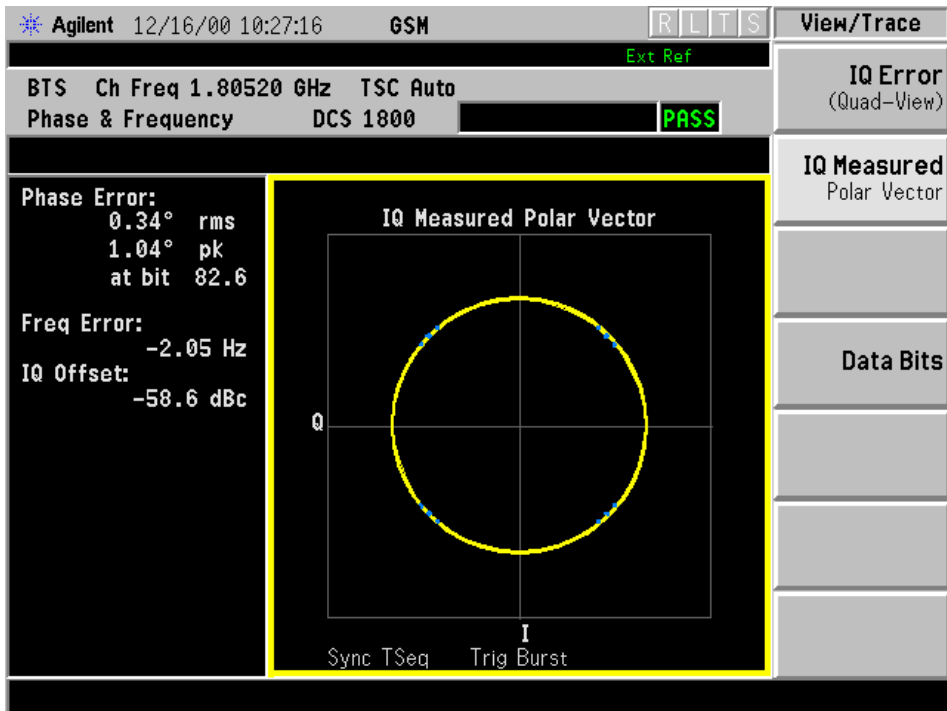 Agilent 12/16/00 10:27:16 GSM R L T S View/Trace
Ext Ref
BTS Ch Freq 1.80520 GHz TSC Auto
Phase & Frequency DCS 1800 PASS
IQ Error
(Quad-View)
IQ Measured
Polar Vector
Data Bits
Phase Error:
0.34° rms
1.04° pk
at bit 82.6
Freq Error:
-2.05 Hz
IQ Offset:
-58.6 dBc
IQ Measured Polar Vector
Q
I
Sync TSeq Trig Burst